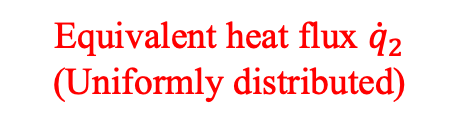 Equivalent heat flux q̇₂
(Uniformly distributed)